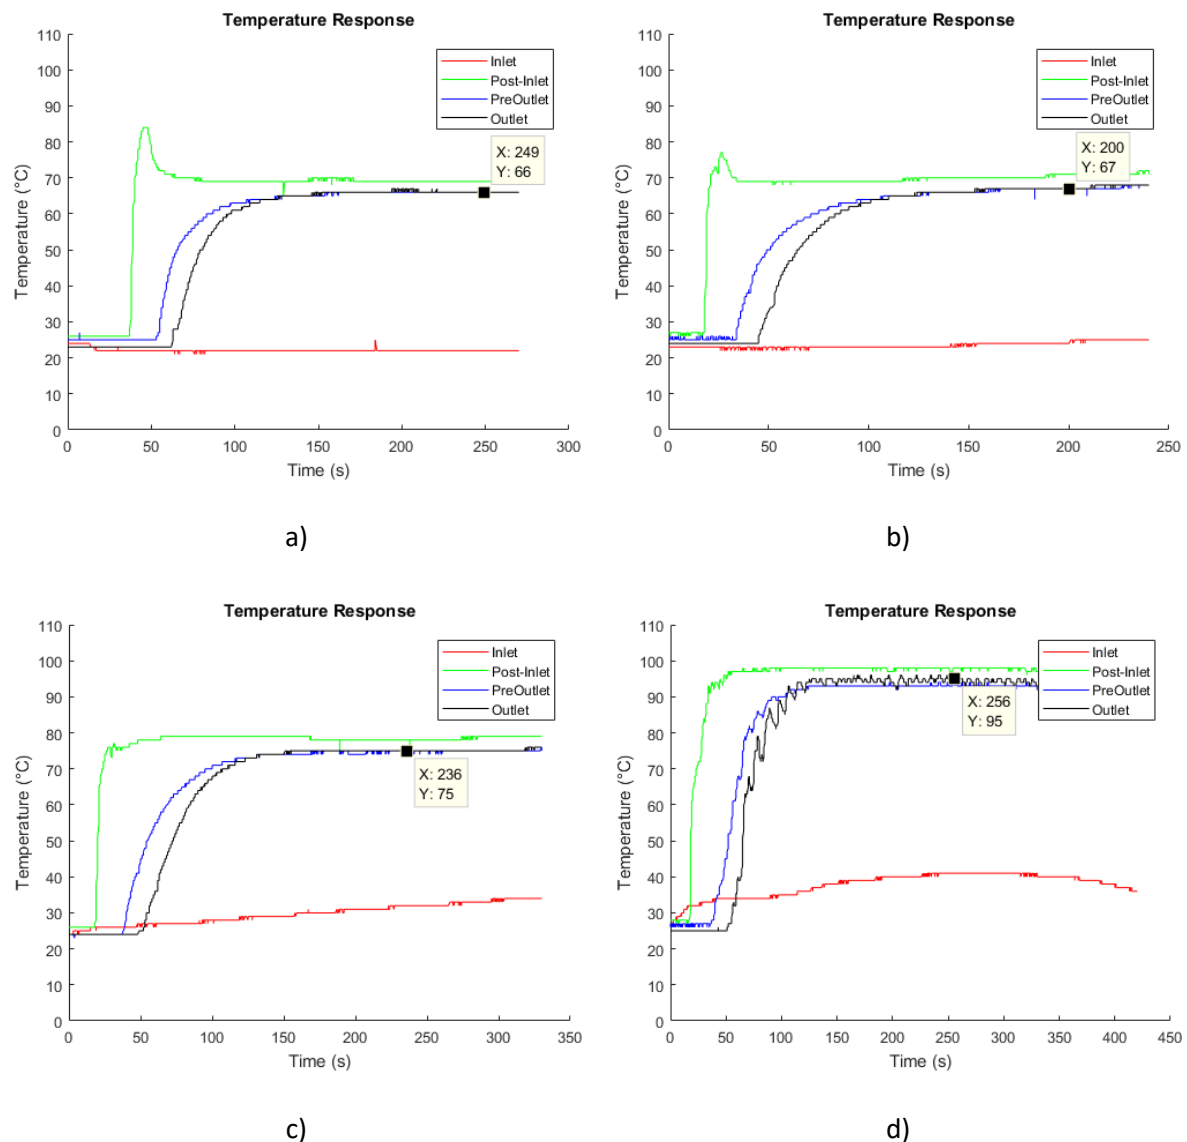 Temperature Response
110
100
90
80
70
60
50
40
30
20
10
0
Temperature (°C)
Inlet
Post-Inlet
PreOutlet
Outlet
X: 249
Y: 66
0 50 100 150 200 250 300
Time (s)
a)
Temperature Response
110
100
90
80
70
60
50
40
30
20
10
0
Temperature (°C)
Inlet
Post-Inlet
PreOutlet
Outlet
X: 200
Y: 67
0 50 100 150 200 250
Time (s)
b)
Temperature Response
110
100
90
80
70
60
50
40
30
20
10
0
Temperature (°C)
Inlet
Post-Inlet
PreOutlet
Outlet
X: 236
Y: 75
0 50 100 150 200 250 300 350
Time (s)
c)
Temperature Response
110
100
90
80
70
60
50
40
30
20
10
0
Temperature (°C)
Inlet
Post-Inlet
PreOutlet
Outlet
X: 256
Y: 95
0 50 100 150 200 250 300 350 400 450
Time (s)
d)